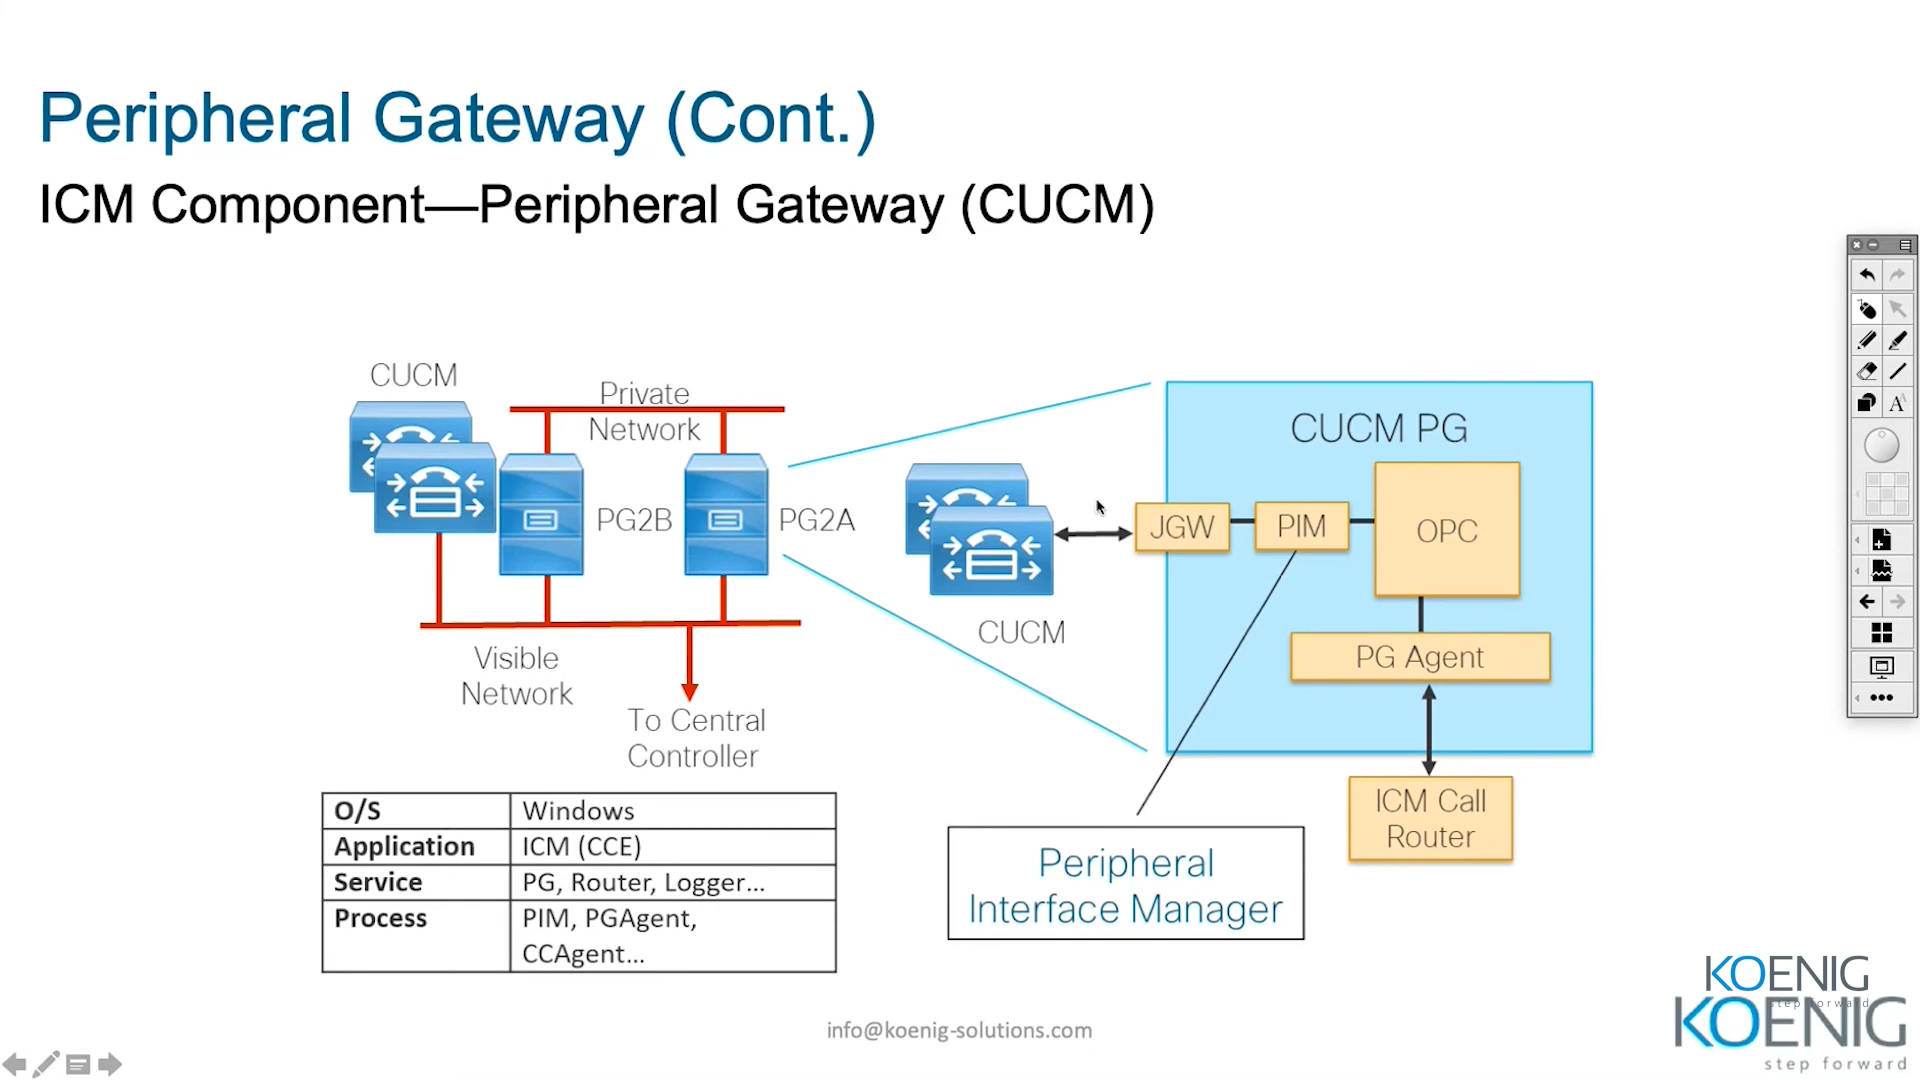 Peripheral Gateway (Cont.)
ICM Component—Peripheral Gateway (CUCM)
CUCM
Private
Network
PG2B
PG2A
Visible
Network
To Central
Controller
CUCM
CUCM PG
JGW
PIM
OPC
PG Agent
ICM Call
Router
Peripheral
Interface Manager
O/S Windows
Application ICM (CCE)
Service PG, Router, Logger...
Process PIM, PGAgent,
CCAgent...
A
info@koenig-solutions.com
KOENIG
step forward
KOENIG
step forward